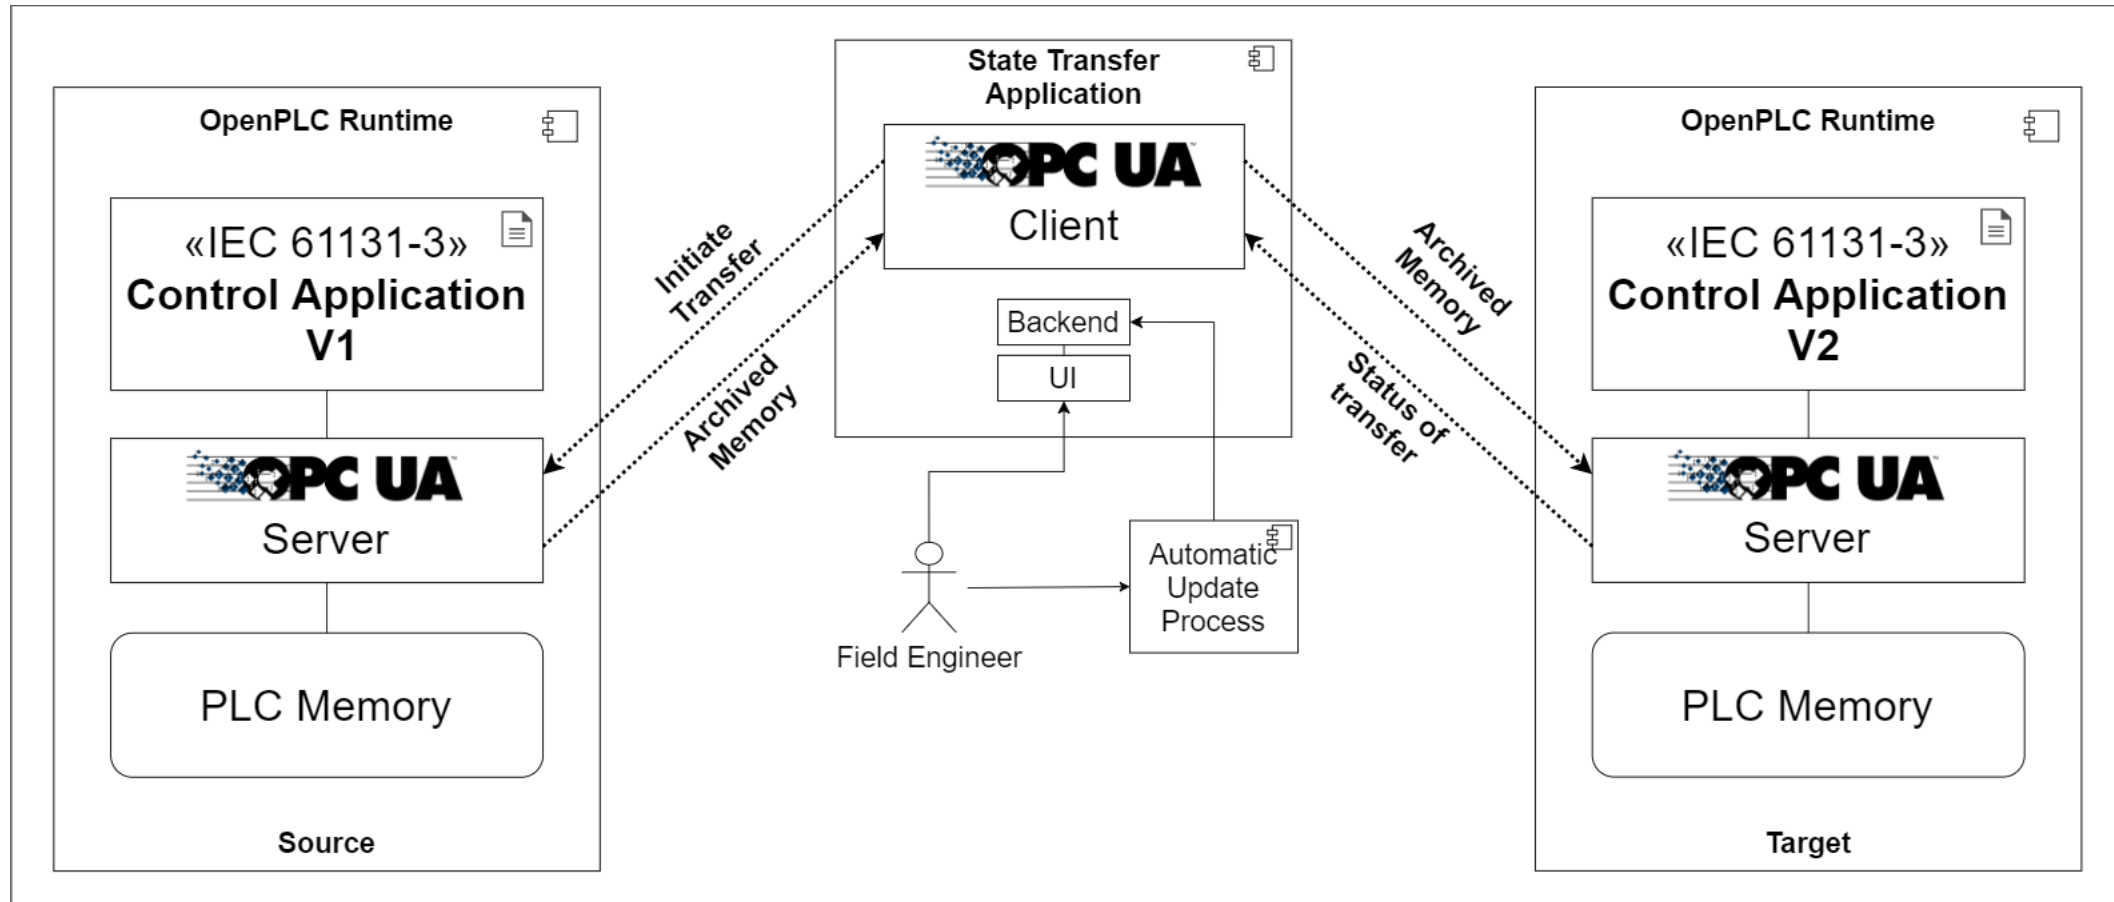 OpenPLC Runtime
«IEC 61131-3»
Control Application
V1
OPC UA
Server
PLC Memory
Source
Initiate
Transfer
Archived
Memory
State Transfer
Application
OPC UA™
Client
Backend
UI
Field Engineer
Automatic
Update
Process
Archived
Memory
Status of
transfer
OpenPLC Runtime
«IEC 61131-3»
Control Application
V2
OPC UA
Server
PLC Memory
Target